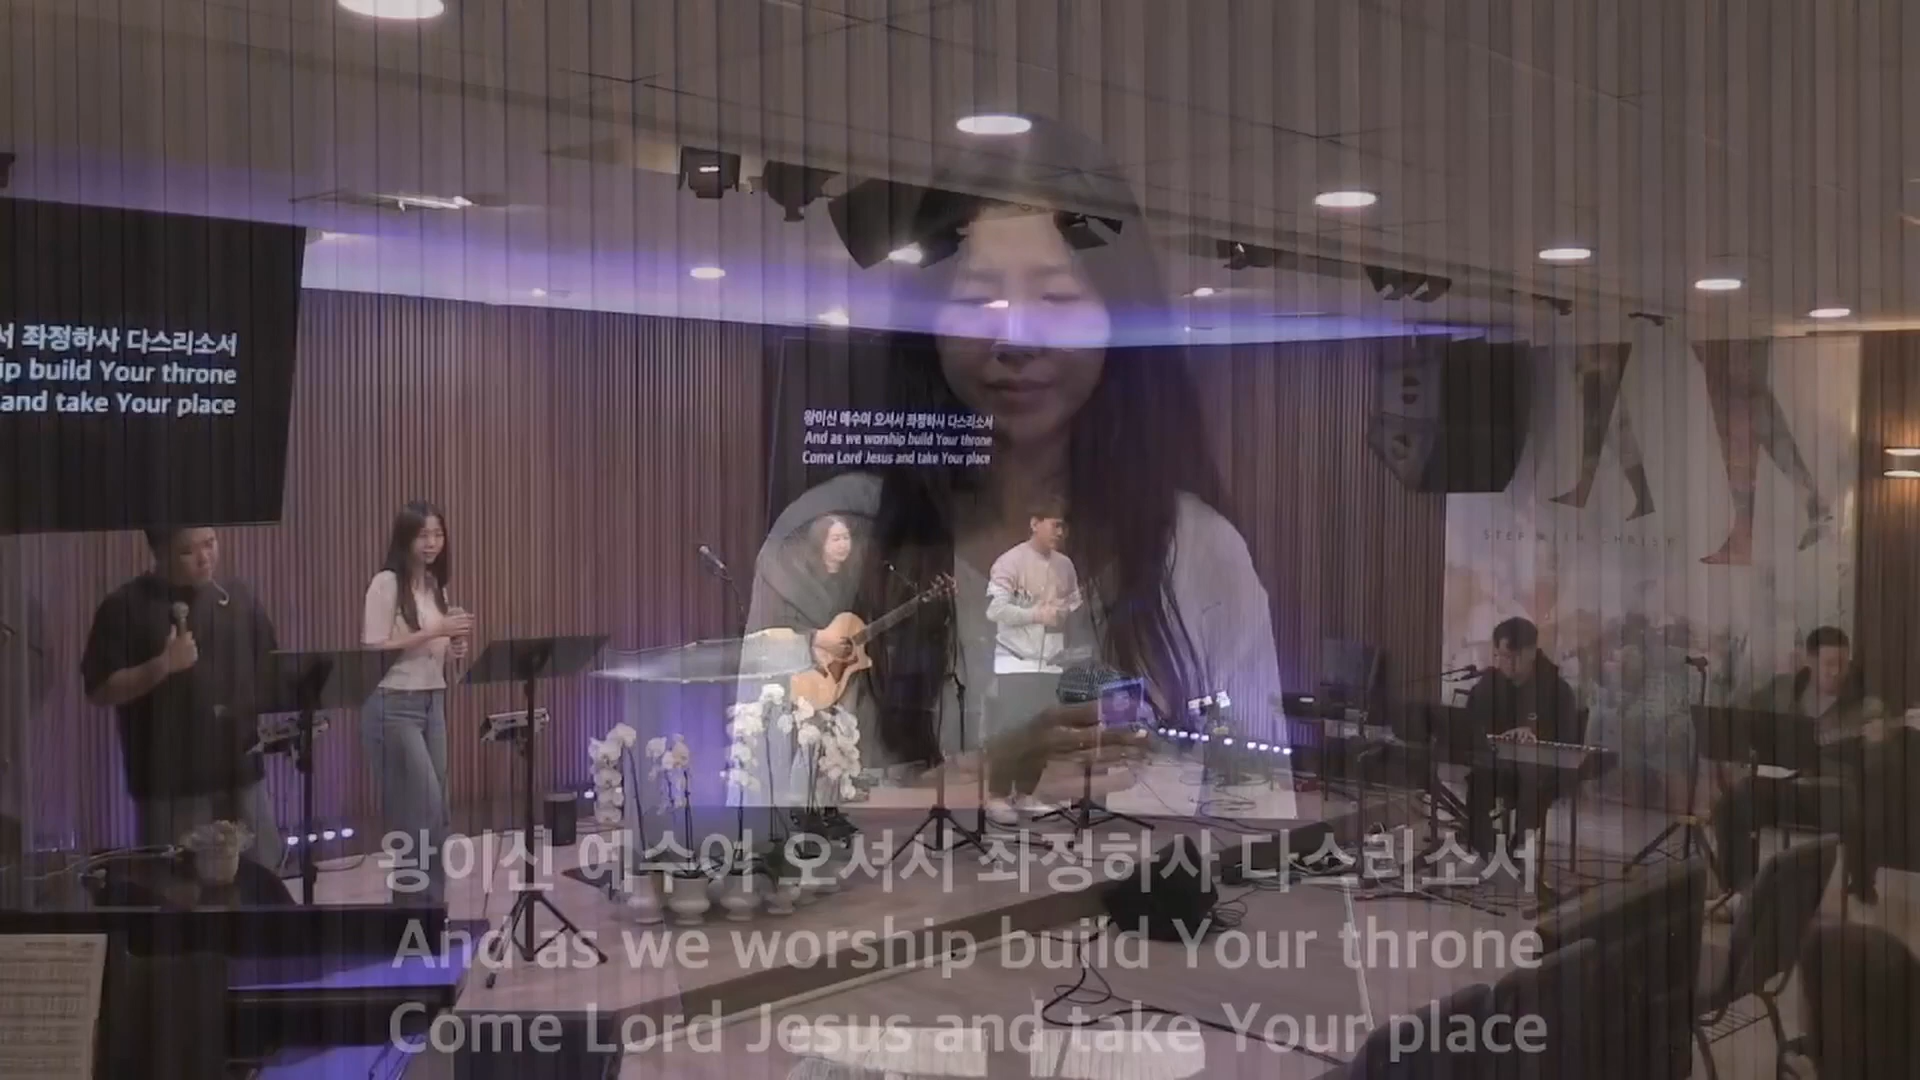 서 좌정하사 다스리소서
ip build Your throne
and take Your place
왕이신 예수여 오셔서 좌정하사 다스리소서
And as we worship build Your throne
Come Lord Jesus and take Your place
STEP WITH CHRIST
왕이신 예수여 오셔서 좌정하사 다스리소서
And as we worship build Your throne
Come Lord Jesus and take Your place